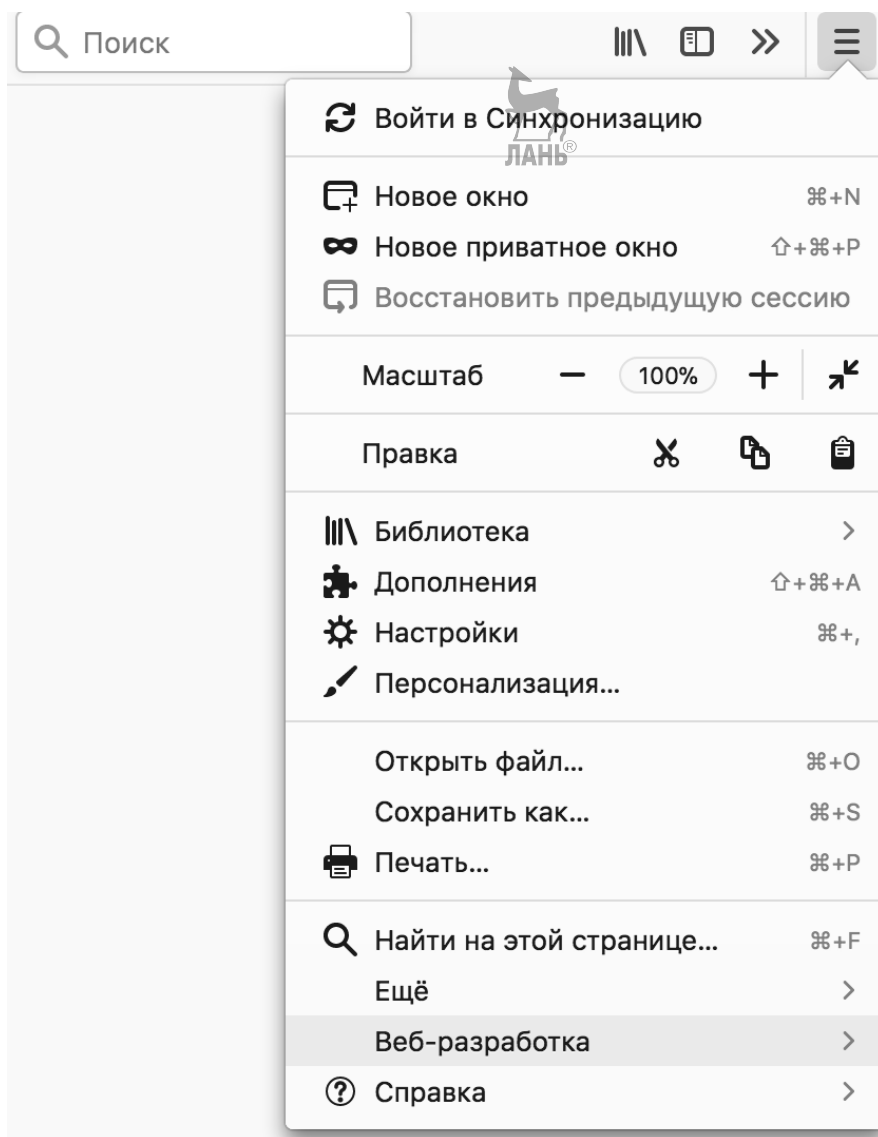 Поиск
Войти в Синхронизацию
ЛАНЬ®
Новое окно ⌘+N
Новое приватное окно ⇧+⌘+P
Восстановить предыдущую сессию
Масштаб − 100% +
Правка
Библиотека
Дополнения ⇧+⌘+A
Настройки ⌘+,
Персонализация...
Открыть файл... ⌘+O
Сохранить как... ⌘+S
Печать... ⌘+P
Найти на этой странице... ⌘+F
Ещё
Веб-разработка
Справка